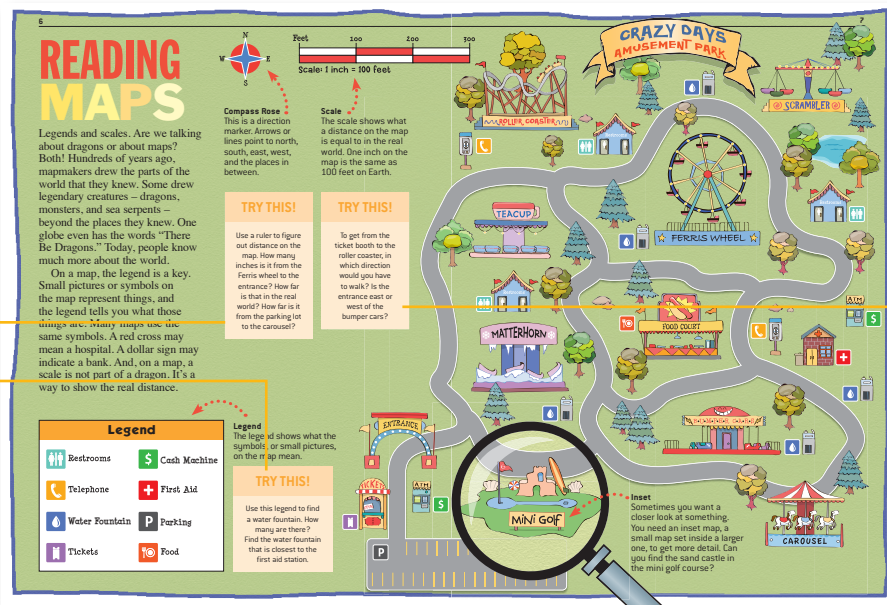 6
7
READING
MAPS
Legends and scales. Are we talking
about dragons or about maps?
Both! Hundreds of years ago,
mapmakers drew the parts of the
world that they knew. Some drew
legendary creatures – dragons,
monsters, and sea serpents –
beyond the places they knew. One
globe even has the words “There
Be Dragons.” Today, people know
much more about the world.
On a map, the legend is a key.
Small pictures or symbols on
the map represent things, and
the legend tells you what those
things are. Many maps use the
same symbols. A red cross may
mean a hospital. A dollar sign may
indicate a bank. And, on a map, a
scale is not part of a dragon. It’s a
way to show the real distance.
N
W E
S
Compass Rose
This is a direction
marker. Arrows or
lines point to north,
south, east, west,
and the places in
between.
Feet 100 200 300
Scale: 1 inch = 100 feet
Scale
The scale shows what
a distance on the map
is equal to in the real
world. One inch on the
map is the same as
100 feet on Earth.
TRY THIS!
Use a ruler to figure
out distance on the
map. How many
inches is it from the
Ferris wheel to the
entrance? How far
is that in the real
world? How far is it
from the parking lot
to the carousel?
TRY THIS!
To get from the
ticket booth to the
roller coaster, in
which direction
would you have
to walk? Is the
entrance east or
west of the
bumper cars?
Legend
Restrooms
Telephone
Water Fountain
Tickets
$ Cash Machine
First Aid
P Parking
Food
Legend
The legend shows what the
symbols, or small pictures,
on the map mean.
TRY THIS!
Use this legend to find
a water fountain. How
many are there?
Find the water fountain
that is closest to the
first aid station.
CRAZY DAYS
AMUSEMENT PARK
ROLLER COASTER
Restrooms
SCRAMBLER
TEACUP
FERRIS WHEEL
Restrooms
Restrooms
MATTERHORN
FOOD COURT
ATM
$
ENTRANCE
TICKETS
ATM
$
P
MINI GOLF
CAROUSEL
Inset
Sometimes you want a
closer look at something.
You need an inset map, a
small map set inside a larger
one, to get more detail. Can
you find the sand castle in
the mini golf course?